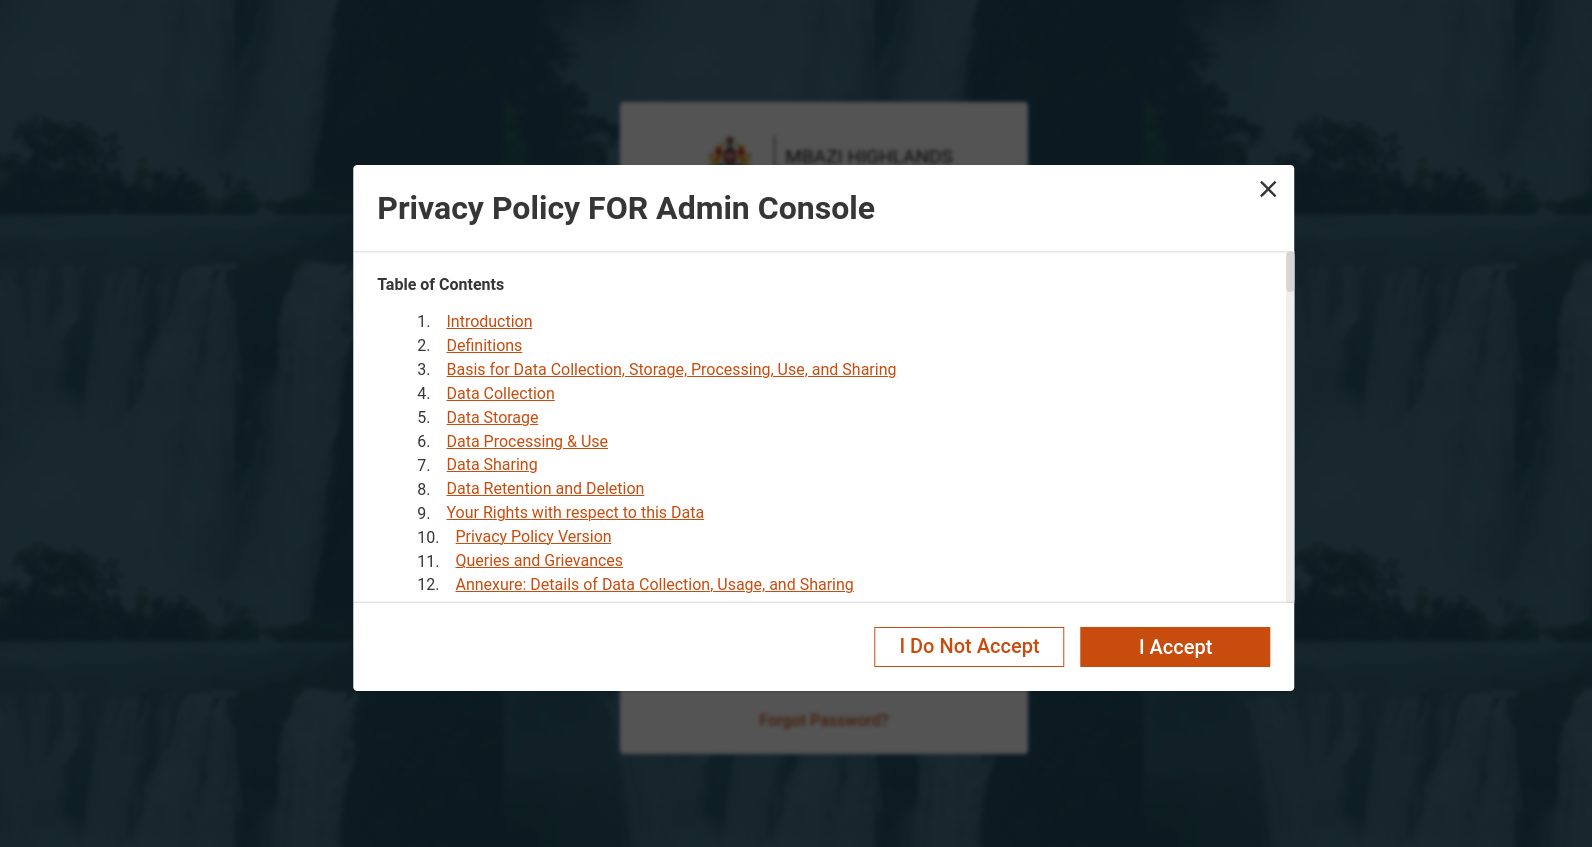 MBAZI HIGHLANDS
Privacy Policy FOR Admin Console
Table of Contents
1. Introduction
2. Definitions
3. Basis for Data Collection, Storage, Processing, Use, and Sharing
4. Data Collection
5. Data Storage
6. Data Processing & Use
7. Data Sharing
8. Data Retention and Deletion
9. Your Rights with respect to this Data
10. Privacy Policy Version
11. Queries and Grievances
12. Annexure: Details of Data Collection, Usage, and Sharing
I Do Not Accept
I Accept
Forgot Password?